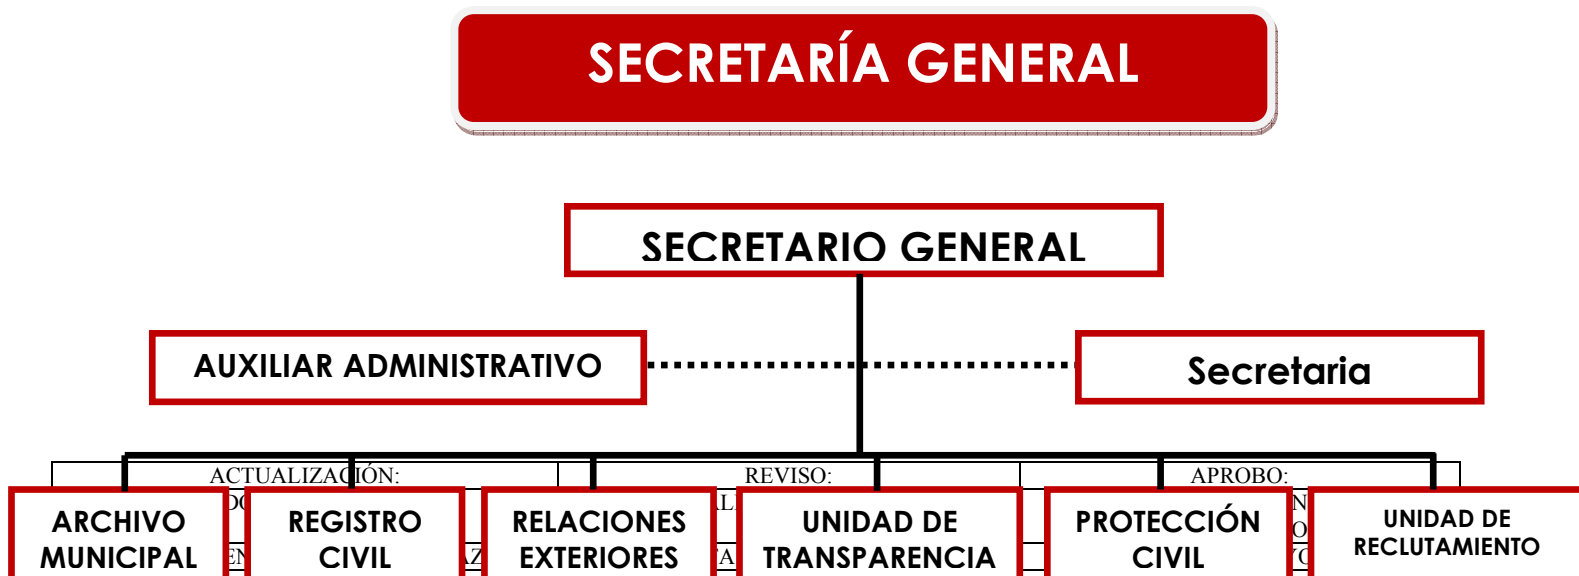 SECRETARÍA GENERAL
SECRETARIO GENERAL
AUXILIAR ADMINISTRATIVO
Secretaria
ACTUALIZACIÓN:
REVISO:
APROBO:
ARCHIVO
MUNICIPAL
REGISTRO
CIVIL
RELACIONES
EXTERIORES
UNIDAD DE
TRANSPARENCIA
PROTECCIÓN
CIVIL
UNIDAD DE
RECLUTAMIENTO